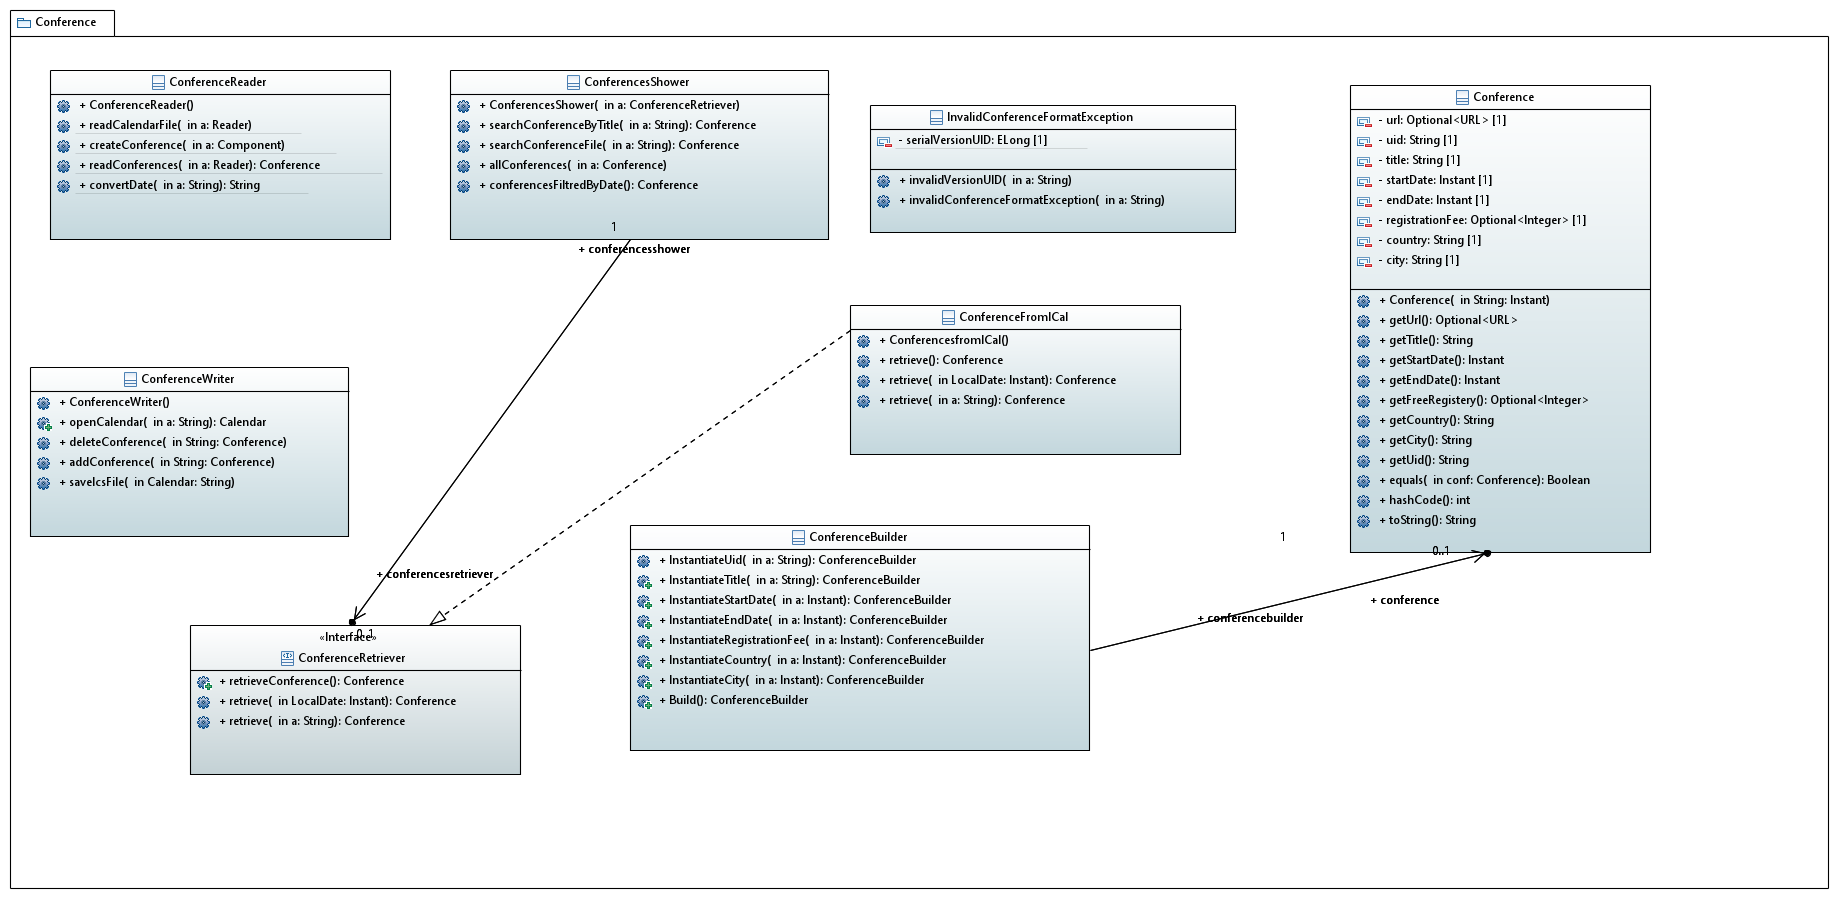 Conference
ConferenceReader
+ ConferenceReader()
+ readCalendarFile(  in a: Reader)
+ createConference(  in a: Component)
+ readConferences(  in a: Reader): Conference
+ convertDate(  in a: String): String
ConferencesShower
+ ConferencesShower(  in a: ConferenceRetriever)
+ searchConferenceByTitle(  in a: String): Conference
+ searchConferenceFile(  in a: String): Conference
+ allConferences(  in a: Conference)
+ conferencesFiltredByDate(): Conference
1
+ conferencesshower
InvalidConferenceFormatException
- serialVersionUID: ELong [1]
+ invalidVersionUID(  in a: String)
+ invalidConferenceFormatException(  in a: String)
Conference
- url: Optional<URL> [1]
- uid: String [1]
- title: String [1]
- startDate: Instant [1]
- endDate: Instant [1]
- registrationFee: Optional<Integer> [1]
- country: String [1]
- city: String [1]
+ Conference(  in String: Instant)
+ getUrl(): Optional<URL>
+ getTitle(): String
+ getStartDate(): Instant
+ getEndDate(): Instant
+ getFreeRegistery(): Optional<Integer>
+ getCountry(): String
+ getCity(): String
+ getUid(): String
+ equals(  in conf: Conference): Boolean
+ hashCode(): int
+ toString(): String
ConferenceFromICal
+ ConferencesfromICal()
+ retrieve(): Conference
+ retrieve(  in LocalDate: Instant): Conference
+ retrieve(  in a: String): Conference
ConferenceWriter
+ ConferenceWriter()
+ openCalendar(  in a: String): Calendar
+ deleteConference(  in String: Conference)
+ addConference(  in String: Conference)
+ saveIcsFile(  in Calendar: String)
ConferenceBuilder
+ InstantiateUid(  in a: String): ConferenceBuilder
+ InstantiateTitle(  in a: String): ConferenceBuilder
+ InstantiateStartDate(  in a: Instant): ConferenceBuilder
+ InstantiateEndDate(  in a: Instant): ConferenceBuilder
+ InstantiateRegistrationFee(  in a: Instant): ConferenceBuilder
+ InstantiateCountry(  in a: Instant): ConferenceBuilder
+ InstantiateCity(  in a: Instant): ConferenceBuilder
+ Build(): ConferenceBuilder
1
0..1
+ conference
+ conferencebuilder
+ conferencesretriever
0..1
«Interface»
ConferenceRetriever
+ retrieveConference(): Conference
+ retrieve(  in LocalDate: Instant): Conference
+ retrieve(  in a: String): Conference